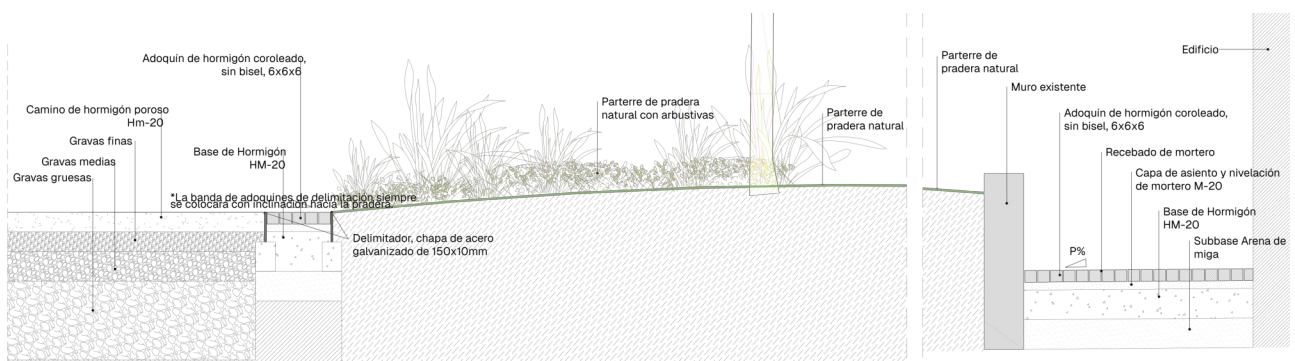 Adoquín de hormigón coroleado,
sin bisel, 6x6x6
Camino de hormigón poroso
Hm-20
Gravas finas
Gravas medias
Gravas gruesas
Base de Hormigón
HM-20
*La banda de adoquines de delimitación siempre
se colocará con inclinación hacia la pradera.
Delimitador, chapa de acero
galvanizado de 150x10mm
Parterre de pradera
natural con arbustivas
Parterre de
pradera natural
Parterre de
pradera natural
Muro existente
Edificio
Adoquín de hormigón coroleado,
sin bisel, 6x6x6
Recebado de mortero
Capa de asiento y nivelación
de mortero M-20
Base de Hormigón
HM-20
Subbase Arena de
miga
P%